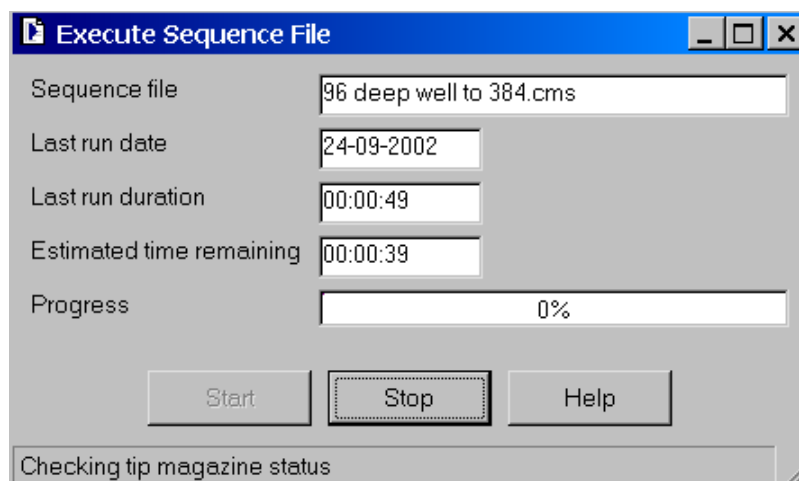 Execute Sequence File
Sequence file 96 deep well to 384.cms
Last run date 24-09-2002
Last run duration 00:00:49
Estimated time remaining 00:00:39
Progress 0%
Start Stop Help
Checking tip magazine status